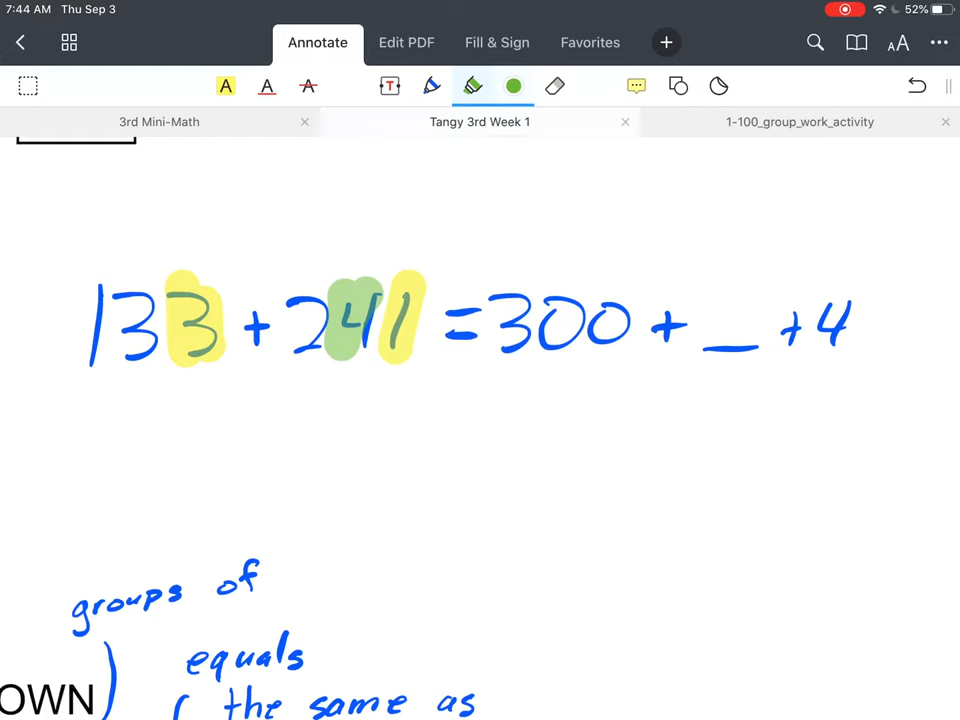 7:44 AM Thu Sep 3 52%
Annotate Edit PDF Fill & Sign Favorites +
AA
A A A T
3rd Mini-Math × Tangy 3rd Week 1 × 1-100_group_work_activity ×
133 + 241 = 300 + _ + 4
groups of
equals
OWN ) ( the same as